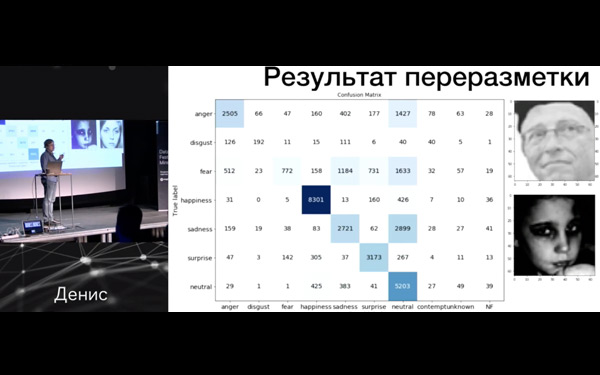 Результат переразметки
Confusion Matrix
True label
anger 2505 66 47 160 402 177 1427 78 63 28
disgust 126 192 11 15 111 6 40 40 5 1
fear 512 23 772 158 1184 731 1633 32 57 19
happiness 31 0 5 8301 13 160 426 7 10 36
sadness 159 19 38 83 2721 62 2899 28 27 41
surprise 47 3 142 305 37 3173 267 4 11 13
neutral 29 1 1 425 383 41 5203 27 49 39
anger disgust fear happiness sadness surprise neutral contempt unknown NF
Денис